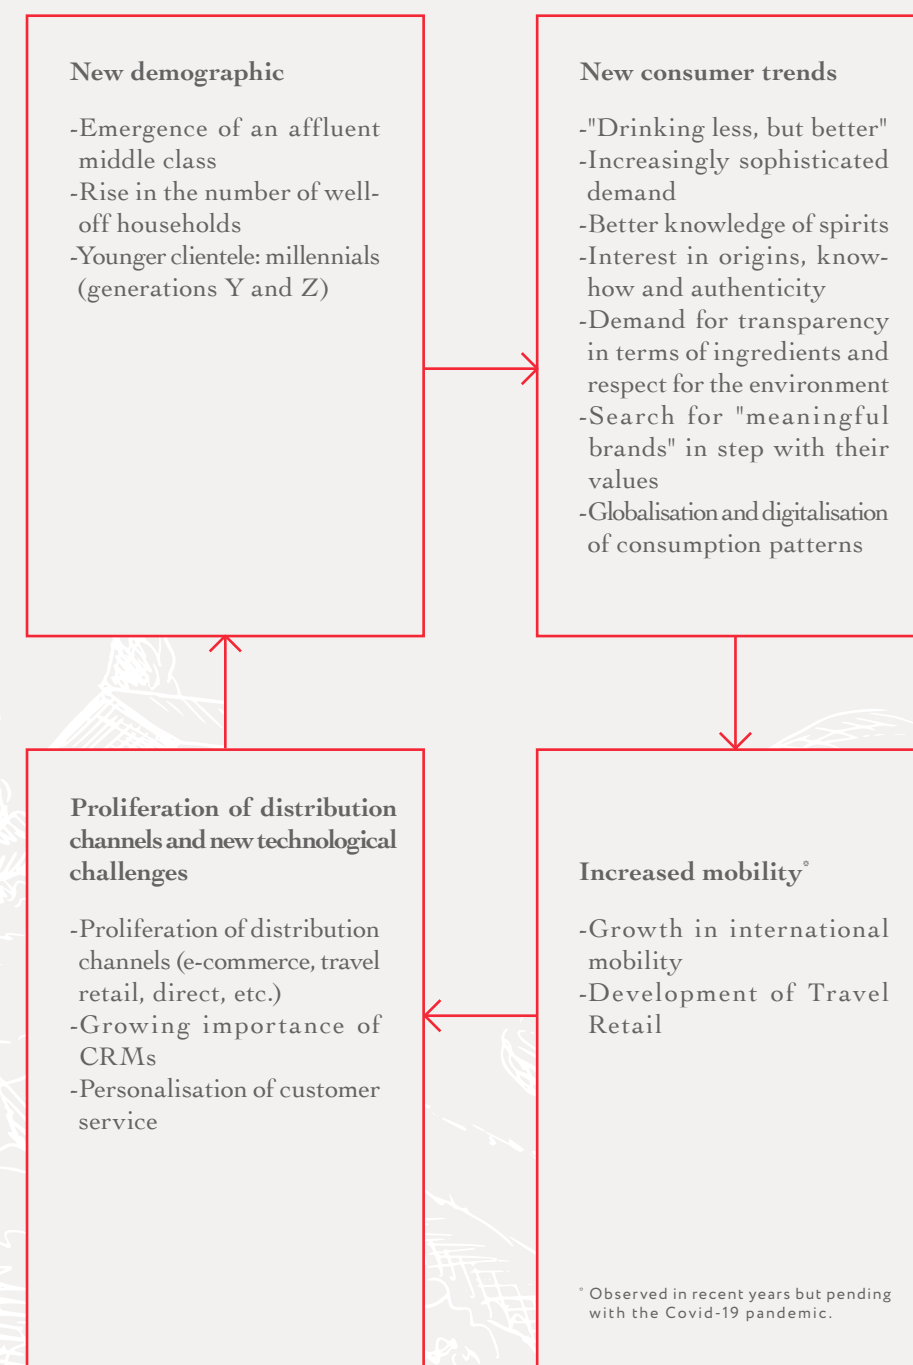 New demographic
-Emergence of an affluent
middle class
-Rise in the number of well-
off households
-Younger clientele: millennials
(generations Y and Z)
New consumer trends
-"Drinking less, but better"
-Increasingly sophisticated
demand
-Better knowledge of spirits
-Interest in origins, know-
how and authenticity
-Demand for transparency
in terms of ingredients and
respect for the environment
-Search for "meaningful
brands" in step with their
values
-Globalisation and digitalisation
of consumption patterns
Proliferation of distribution
channels and new technological
challenges
-Proliferation of distribution
channels (e-commerce, travel
retail, direct, etc.)
-Growing importance of
CRMs
-Personalisation of customer
service
Increased mobility°
-Growth in international
mobility
-Development of Travel
Retail
° Observed in recent years but pending
with the Covid-19 pandemic.